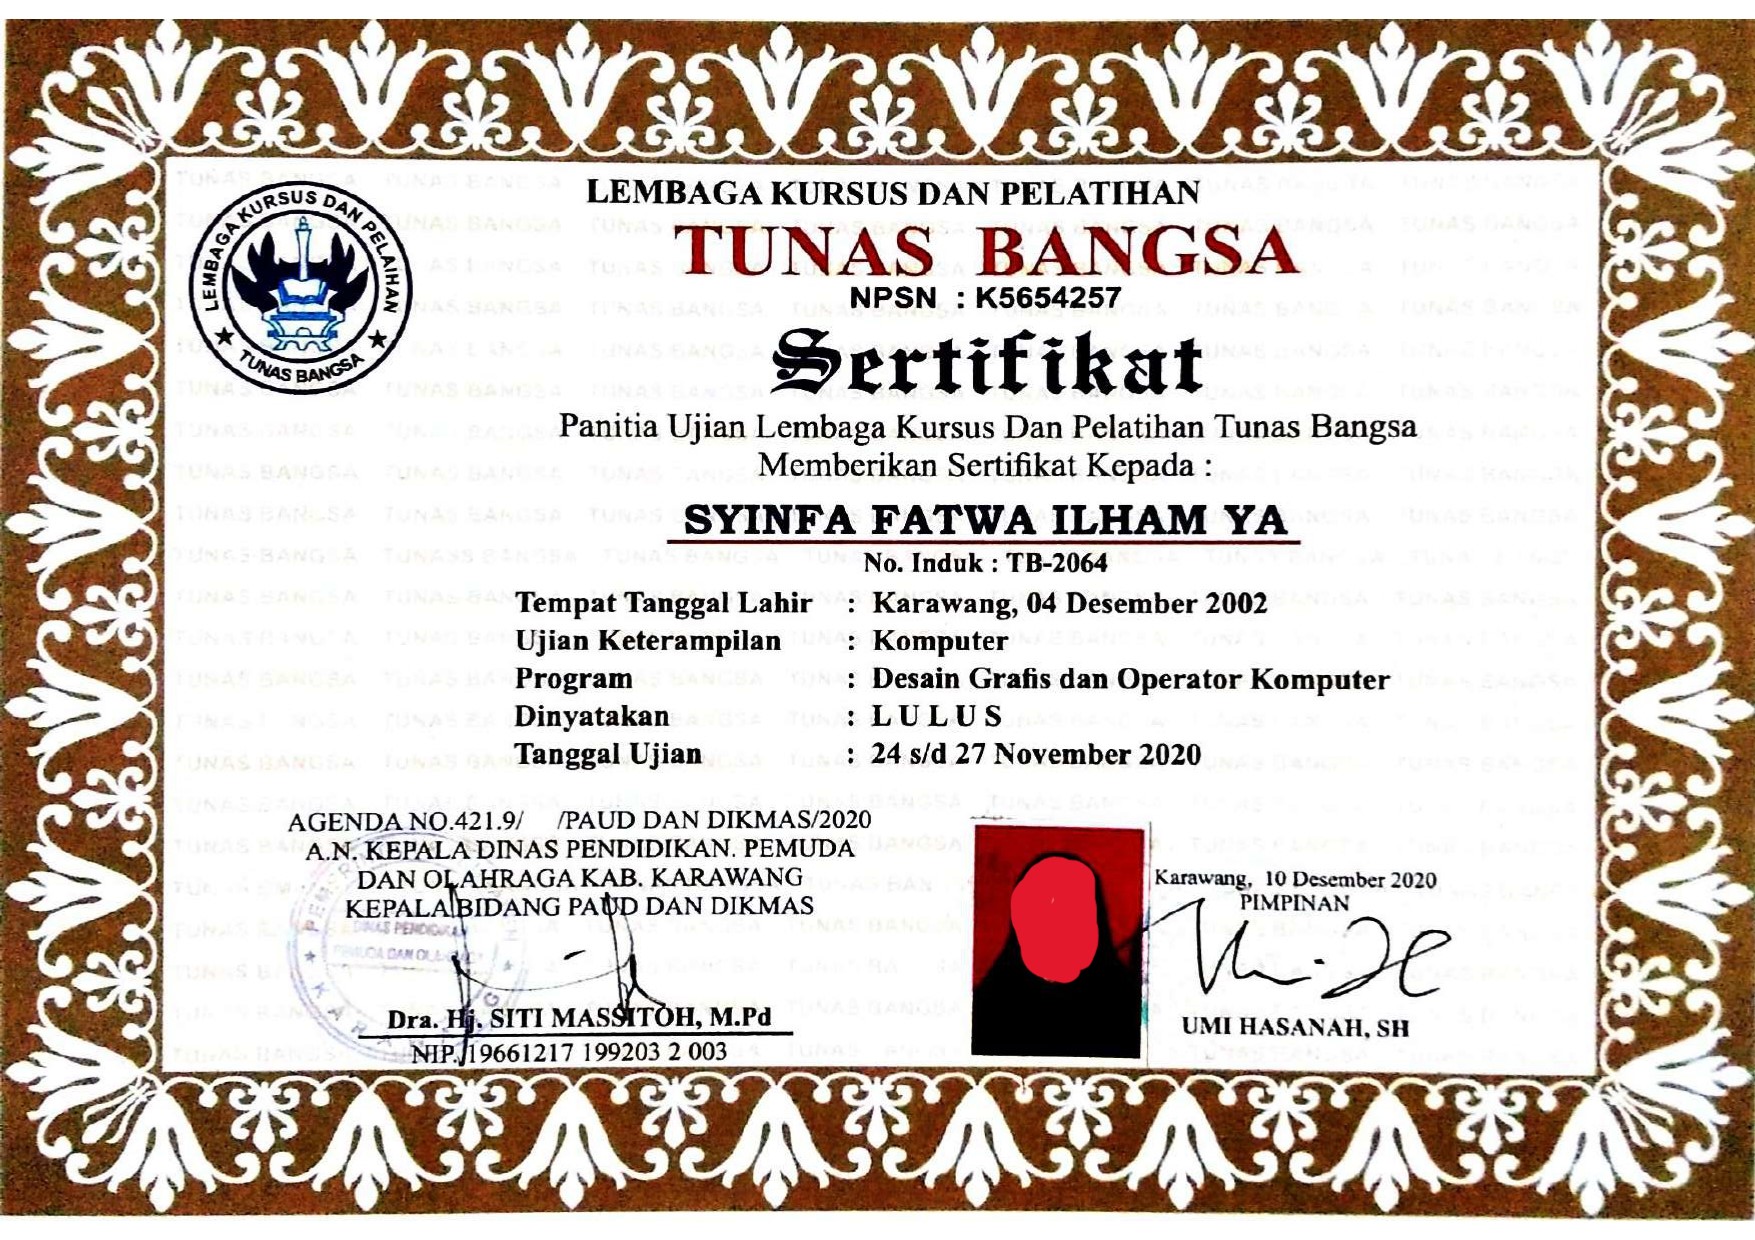 LEMBAGA KURSUS DAN PELAIHAN
TUNAS BANGSA
LEMBAGA KURSUS DAN PELATIHAN
TUNAS BANGSA
NPSN : K5654257
Sertifikat
Panitia Ujian Lembaga Kursus Dan Pelatihan Tunas Bangsa
Memberikan Sertifikat Kepada :
SYINFA FATWA ILHAM YA
No. Induk : TB-2064
Tempat Tanggal Lahir : Karawang, 04 Desember 2002
Ujian Keterampilan : Komputer
Program : Desain Grafis dan Operator Komputer
Dinyatakan : L U L U S
Tanggal Ujian : 24 s/d 27 November 2020
AGENDA NO.421.9/ /PAUD DAN DIKMAS/2020
A.N. KEPALA DINAS PENDIDIKAN. PEMUDA
DAN OLAHRAGA KAB. KARAWANG
KEPALA BIDANG PAUD DAN DIKMAS
Dra. Hj. SITI MASSITOH, M.Pd
NIP. 19661217 199203 2 003
Karawang, 10 Desember 2020
PIMPINAN
UMI HASANAH, SH